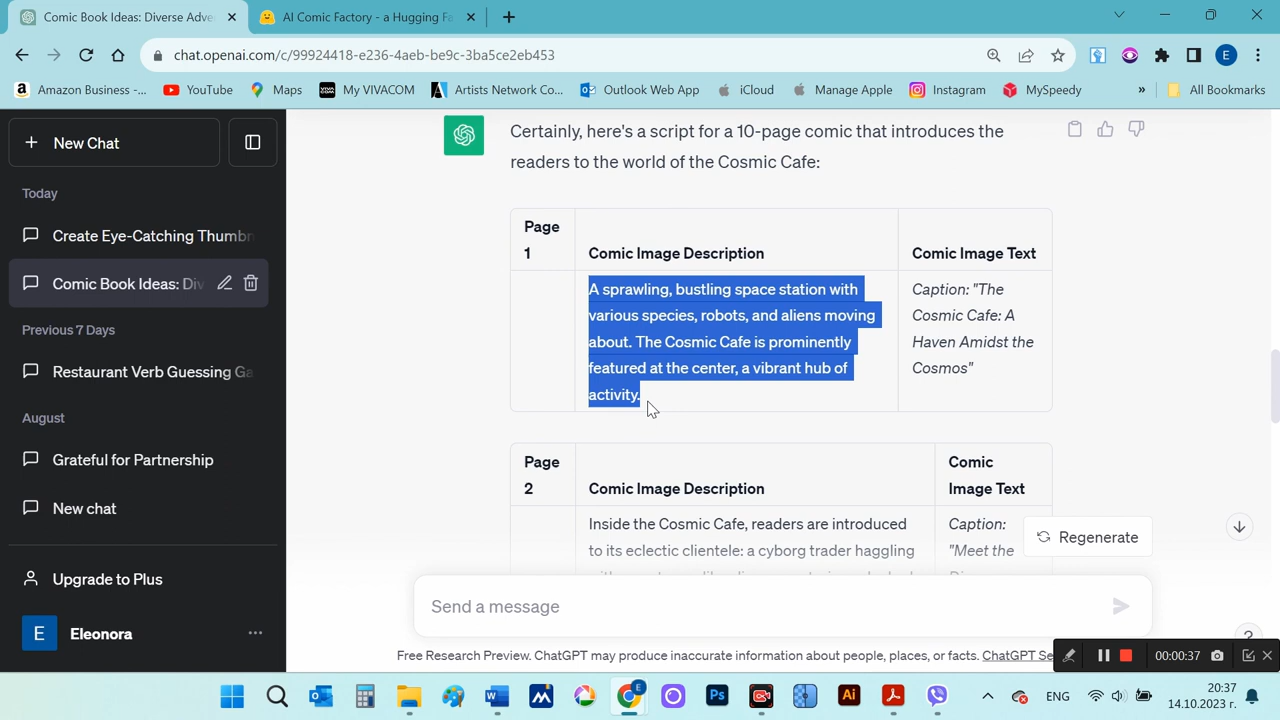 Comic Book Ideas: Diverse Adve
AI Comic Factory - a Hugging Fa
chat.openai.com/c/99924418-e236-4aeb-be9c-3ba5ce2eb453
E
Amazon Business -...
YouTube
Maps
My VIVACOM
Artists Network Co...
Outlook Web App
iCloud
Manage Apple
Instagram
MySpeedy
»
All Bookmarks
New Chat
Today
Create Eye-Catching Thumbn
Comic Book Ideas: Div
Previous 7 Days
Restaurant Verb Guessing Ga
August
Grateful for Partnership
New chat
Upgrade to Plus
E
Eleonora
Certainly, here's a script for a 10-page comic that introduces the
readers to the world of the Cosmic Cafe:
Page
1
Comic Image Description
Comic Image Text
A sprawling, bustling space station with
various species, robots, and aliens moving
about. The Cosmic Cafe is prominently
featured at the center, a vibrant hub of
activity.
Caption: "The
Cosmic Cafe: A
Haven Amidst the
Cosmos"
Page
2
Comic Image Description
Comic
Image Text
Inside the Cosmic Cafe, readers are introduced
to its eclectic clientele: a cyborg trader haggling
Caption:
"Meet the
Regenerate
Send a message
?
Free Research Preview. ChatGPT may produce inaccurate information about people, places, or facts. ChatGPT Se
00:00:37
E
Ps
Ai
ENG
20:37
14.10.2023 г.